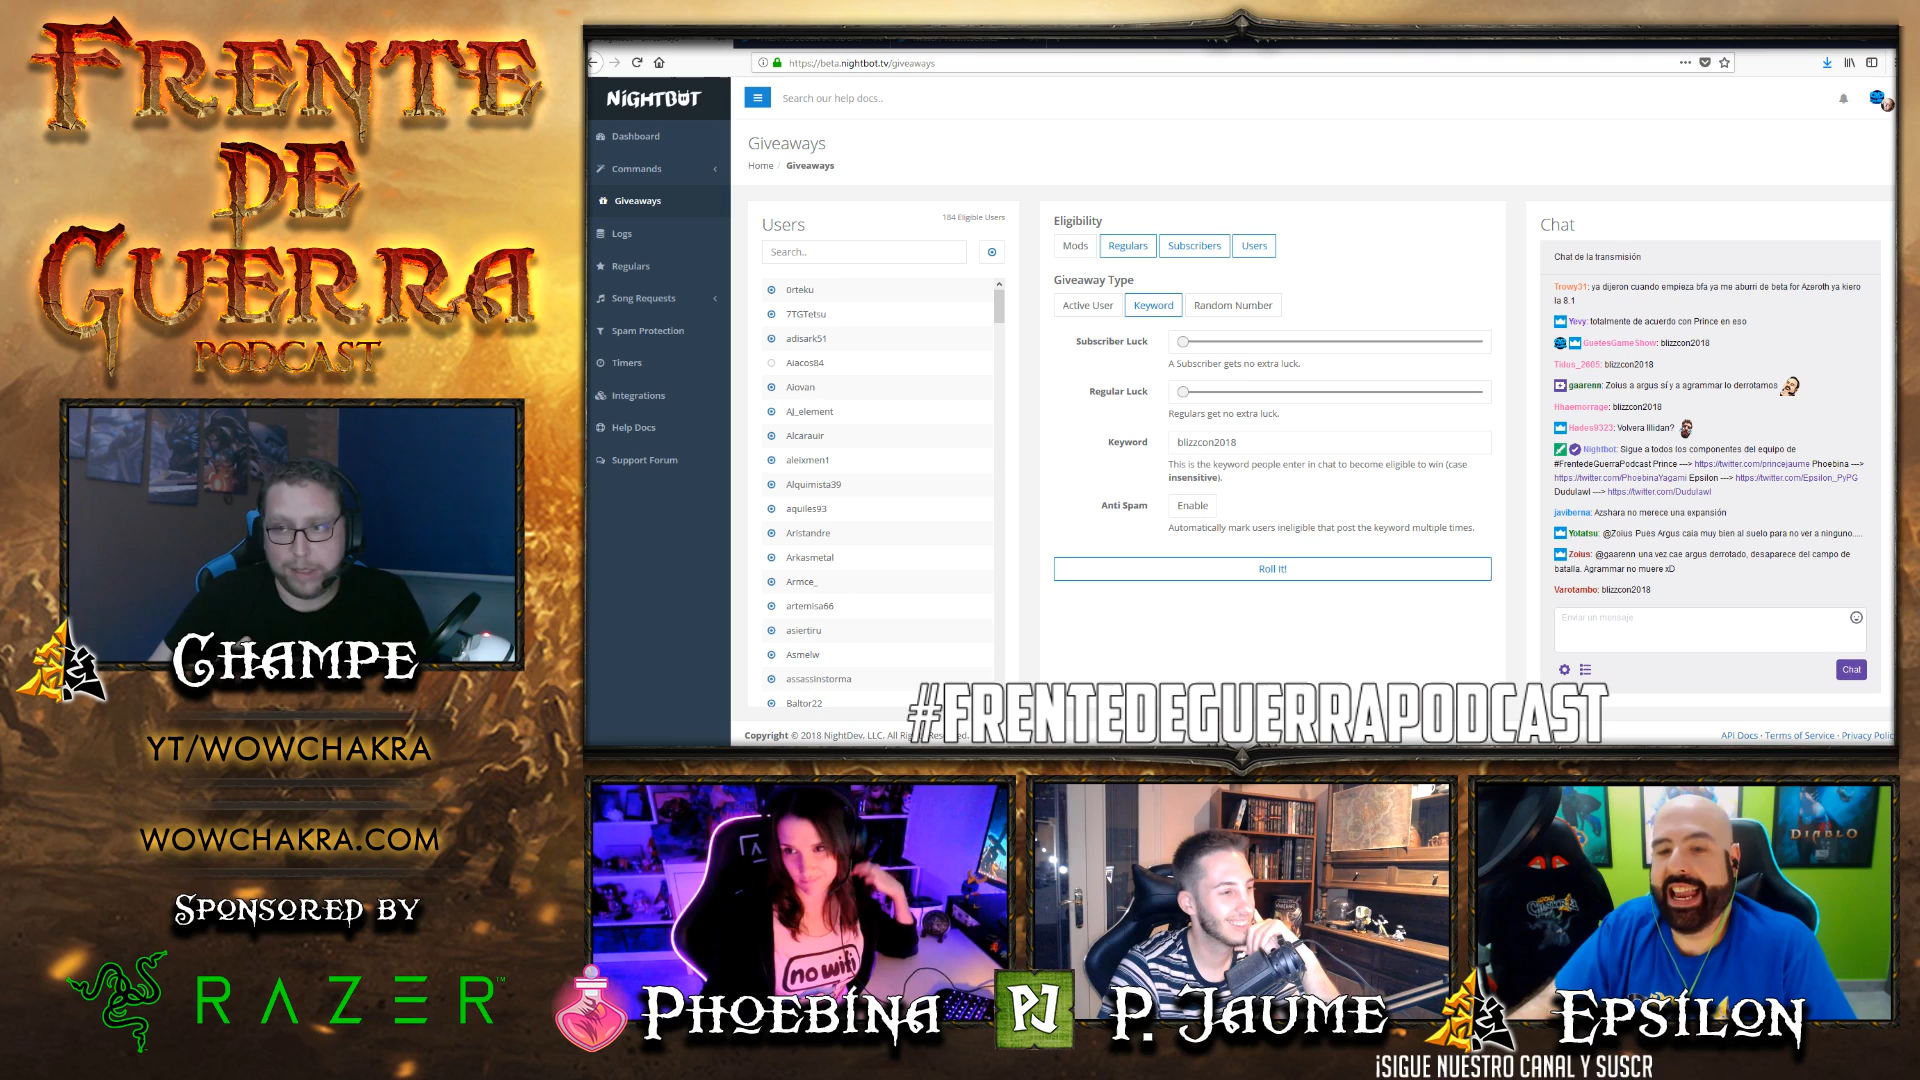 FRENTE
DE
GUERRA
PODCAST
CHAMPE
YT/WOWCHAKRA
WOWCHAKRA.COM
SPONSORED BY
RAZER™
https://beta.nightbot.tv/giveaways
NIGHTBOT
Search our help docs..
Dashboard
Commands
Giveaways
Logs
Regulars
Song Requests
Spam Protection
Timers
Integrations
Help Docs
Support Forum
Giveaways
Home / Giveaways
Users
184 Eligible Users
Search..
0rteku
7TGTetsu
adisark51
Aiacos84
Aiovan
AJ_element
Alcarauir
aleixmen1
Alquimista39
aquiles93
Aristandre
Arkasmetal
Armce_
artemisa66
asiertiru
Asmelw
assassinstorma
Baltor22
Eligibility
Mods Regulars Subscribers Users
Giveaway Type
Active User Keyword Random Number
Subscriber Luck
A Subscriber gets no extra luck.
Regular Luck
Regulars get no extra luck.
Keyword blizzcon2018
This is the keyword people enter in chat to become eligible to win (case
insensitive).
Anti Spam Enable
Automatically mark users ineligible that post the keyword multiple times.
Roll It!
Chat
Chat de la transmisión
Trowy31: ya dijeron cuando empieza bfa ya me aburri de beta for Azeroth ya kiero
la 8.1
Yevy: totalmente de acuerdo con Prince en eso
GuetesGameShow: blizzcon2018
Tidus_2605: blizzcon2018
gaarenn: Zoius a argus sí y a agrammar lo derrotamos
Hhaemorrage: blizzcon2018
Hades9323: Volvera Illidan?
Nightbot: Sigue a todos los componentes del equipo de
#FrentedeGuerraPodcast Prince ---> https://twitter.com/princejaume Phoebina --->
https://twitter.com/PhoebinaYagami Epsilon ---> https://twitter.com/Epsilon_PyPG
Dudulawl ---> https://twitter.com/Dudulawl
javiberna: Azshara no merece una expansión
Yotatsu: @Zoius Pues Argus caia muy bien al suelo para no ver a ninguno.....
Zoius: @gaarenn una vez cae argus derrotado, desaparece del campo de
batalla. Agrammar no muere xD
Varotambo: blizzcon2018
Enviar un mensaje
Chat
#FRENTEDEGUERRAPODCAST
Copyright © 2018 NightDev, LLC. All Rig
API Docs · Terms of Service · Privacy Polic
no wifi
DIABLO
PHOEBÍNA
PJ
P. JAUME
EPSÍLON
¡SIGUE NUESTRO CANAL Y SUSCR